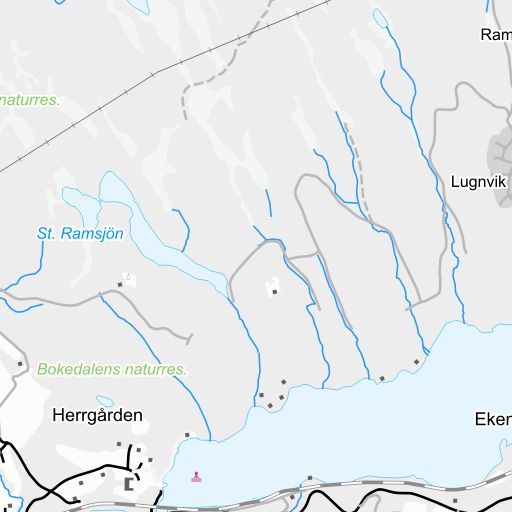 Ram
naturres.
Lugnvik
St. Ramsjön
Bokedalens naturres.
Herrgården
Eken